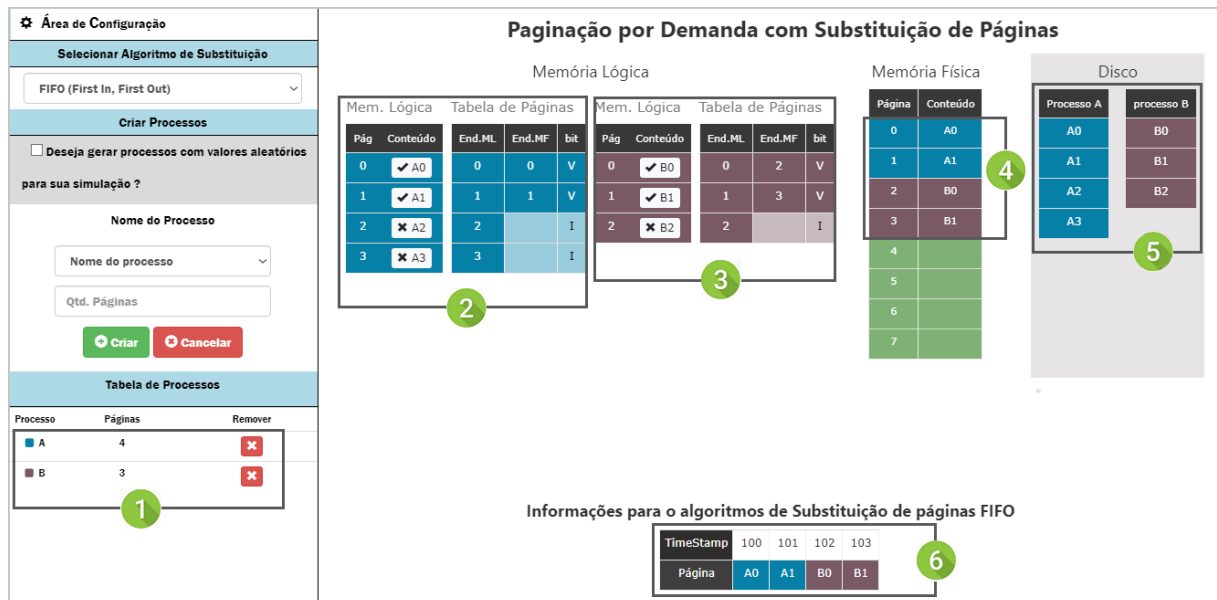 Área de Configuração
Selecionar Algoritmo de Substituição
FIFO (First In, First Out)
Criar Processos
Deseja gerar processos com valores aleatórios
para sua simulação ?
Nome do Processo
Nome do processo
Qtd. Páginas
Criar Cancelar
Tabela de Processos
Processo Páginas Remover
A 4
B 3
1
Paginação por Demanda com Substituição de Páginas
Memória Lógica
Mem. Lógica Tabela de Páginas
Pág Conteúdo End.ML End.MF bit
0 A0 0 0 V
1 A1 1 1 V
2 A2 2 I
3 A3 3 I
2
Mem. Lógica Tabela de Páginas
Pág Conteúdo End.ML End.MF bit
0 B0 0 2 V
1 B1 1 3 V
2 B2 2 I
3
Memória Física
Página Conteúdo
0 A0
1 A1
2 B0
3 B1
4
5
6
7
4
Disco
Processo A processo B
A0 B0
A1 B1
A2 B2
A3
5
Informações para o algoritmos de Substituição de páginas FIFO
TimeStamp 100 101 102 103
Página A0 A1 B0 B1
6